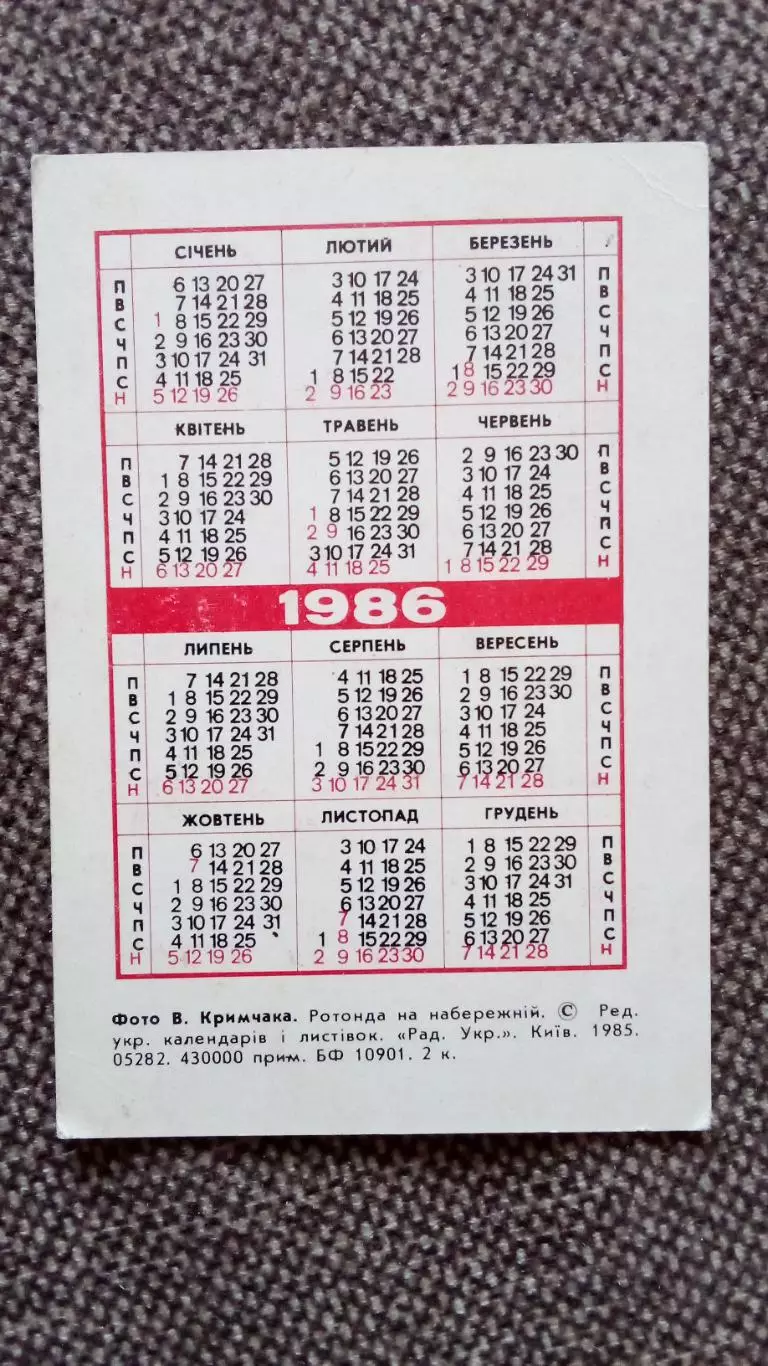 СІЧЕНЬ ЛЮТИЙ БЕРЕЗЕНЬ
П 6 13 20 27 3 10 17 24 3 10 17 24 31 П
В 7 14 21 28 4 11 18 25 4 11 18 25 В
С 1 8 15 22 29 5 12 19 26 5 12 19 26 С
Ч 2 9 16 23 30 6 13 20 27 6 13 20 27 Ч
П 3 10 17 24 31 7 14 21 28 7 14 21 28 П
С 4 11 18 25 1 8 15 22 1 8 15 22 29 С
Н 5 12 19 26 2 9 16 23 2 9 16 23 30 Н
КВІТЕНЬ ТРАВЕНЬ ЧЕРВЕНЬ
П 7 14 21 28 5 12 19 26 2 9 16 23 30 П
В 1 8 15 22 29 6 13 20 27 3 10 17 24 В
С 2 9 16 23 30 7 14 21 28 4 11 18 25 С
Ч 3 10 17 24 1 8 15 22 29 5 12 19 26 Ч
П 4 11 18 25 2 9 16 23 30 6 13 20 27 П
С 5 12 19 26 3 10 17 24 31 7 14 21 28 С
Н 6 13 20 27 4 11 18 25 1 8 15 22 29 Н
1986
ЛИПЕНЬ СЕРПЕНЬ ВЕРЕСЕНЬ
П 7 14 21 28 4 11 18 25 1 8 15 22 29 П
В 1 8 15 22 29 5 12 19 26 2 9 16 23 30 В
С 2 9 16 23 30 6 13 20 27 3 10 17 24 С
Ч 3 10 17 24 31 7 14 21 28 4 11 18 25 Ч
П 4 11 18 25 1 8 15 22 29 5 12 19 26 П
С 5 12 19 26 2 9 16 23 30 6 13 20 27 С
Н 6 13 20 27 3 10 17 24 31 7 14 21 28 Н
ЖОВТЕНЬ ЛИСТОПАД ГРУДЕНЬ
П 6 13 20 27 3 10 17 24 1 8 15 22 29 П
В 7 14 21 28 4 11 18 25 2 9 16 23 30 В
С 1 8 15 22 29 5 12 19 26 3 10 17 24 31 С
Ч 2 9 16 23 30 6 13 20 27 4 11 18 25 Ч
П 3 10 17 24 31 7 14 21 28 5 12 19 26 П
С 4 11 18 25 1 8 15 22 29 6 13 20 27 С
Н 5 12 19 26 2 9 16 23 30 7 14 21 28 Н
Фото В. Кримчака. Ротонда на набережній. © Ред.
укр. календарів і листівок. «Рад. Укр.». Київ. 1985.
05282. 430000 прим. БФ 10901. 2 к.